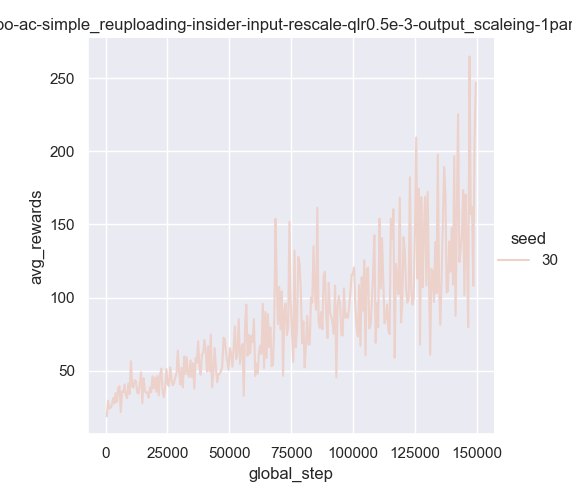 oo-ac-simple_reuploading-insider-input-rescale-qlr0.5e-3-output_scaleing-1par
250
200
150
100
50
avg_rewards
0 25000 50000 75000 100000 125000 150000
global_step
seed
30